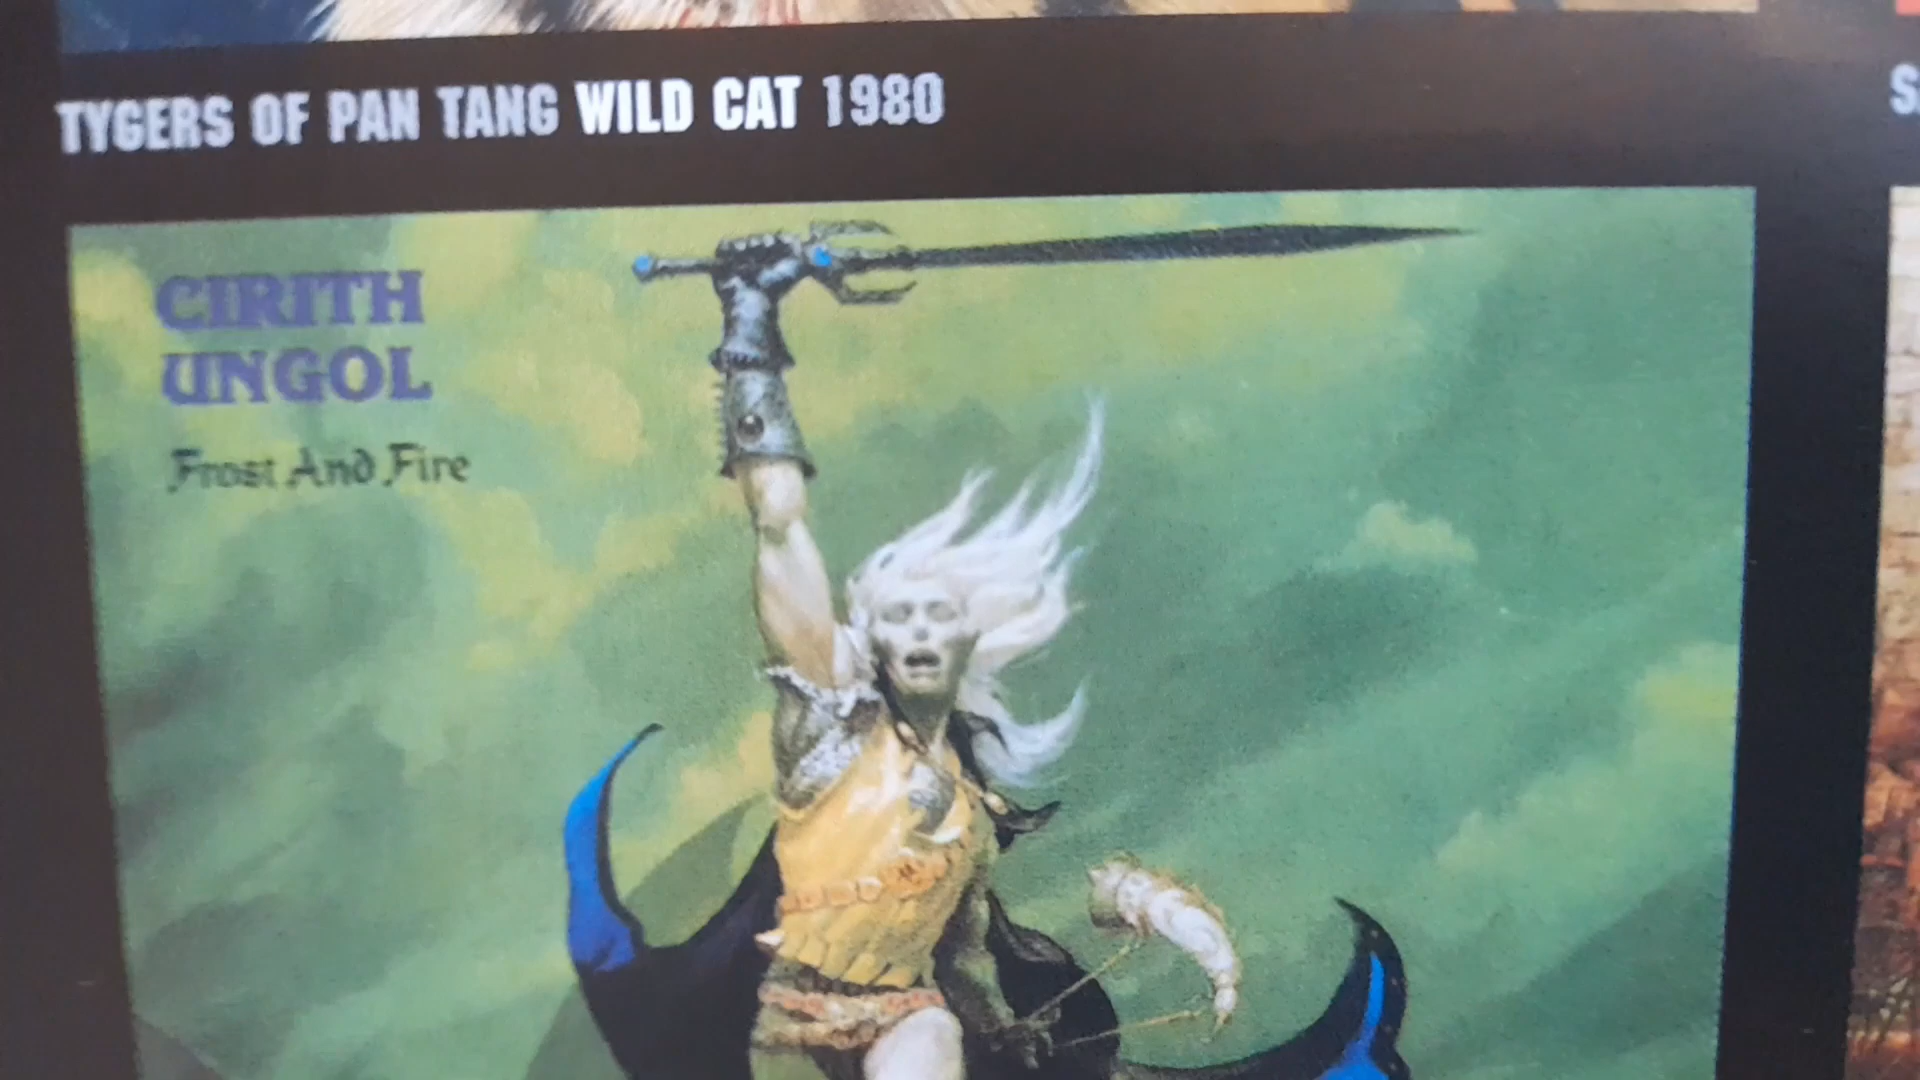 TYGERS OF PAN TANG WILD CAT 1980
CIRITH
UNGOL
Frost And Fire